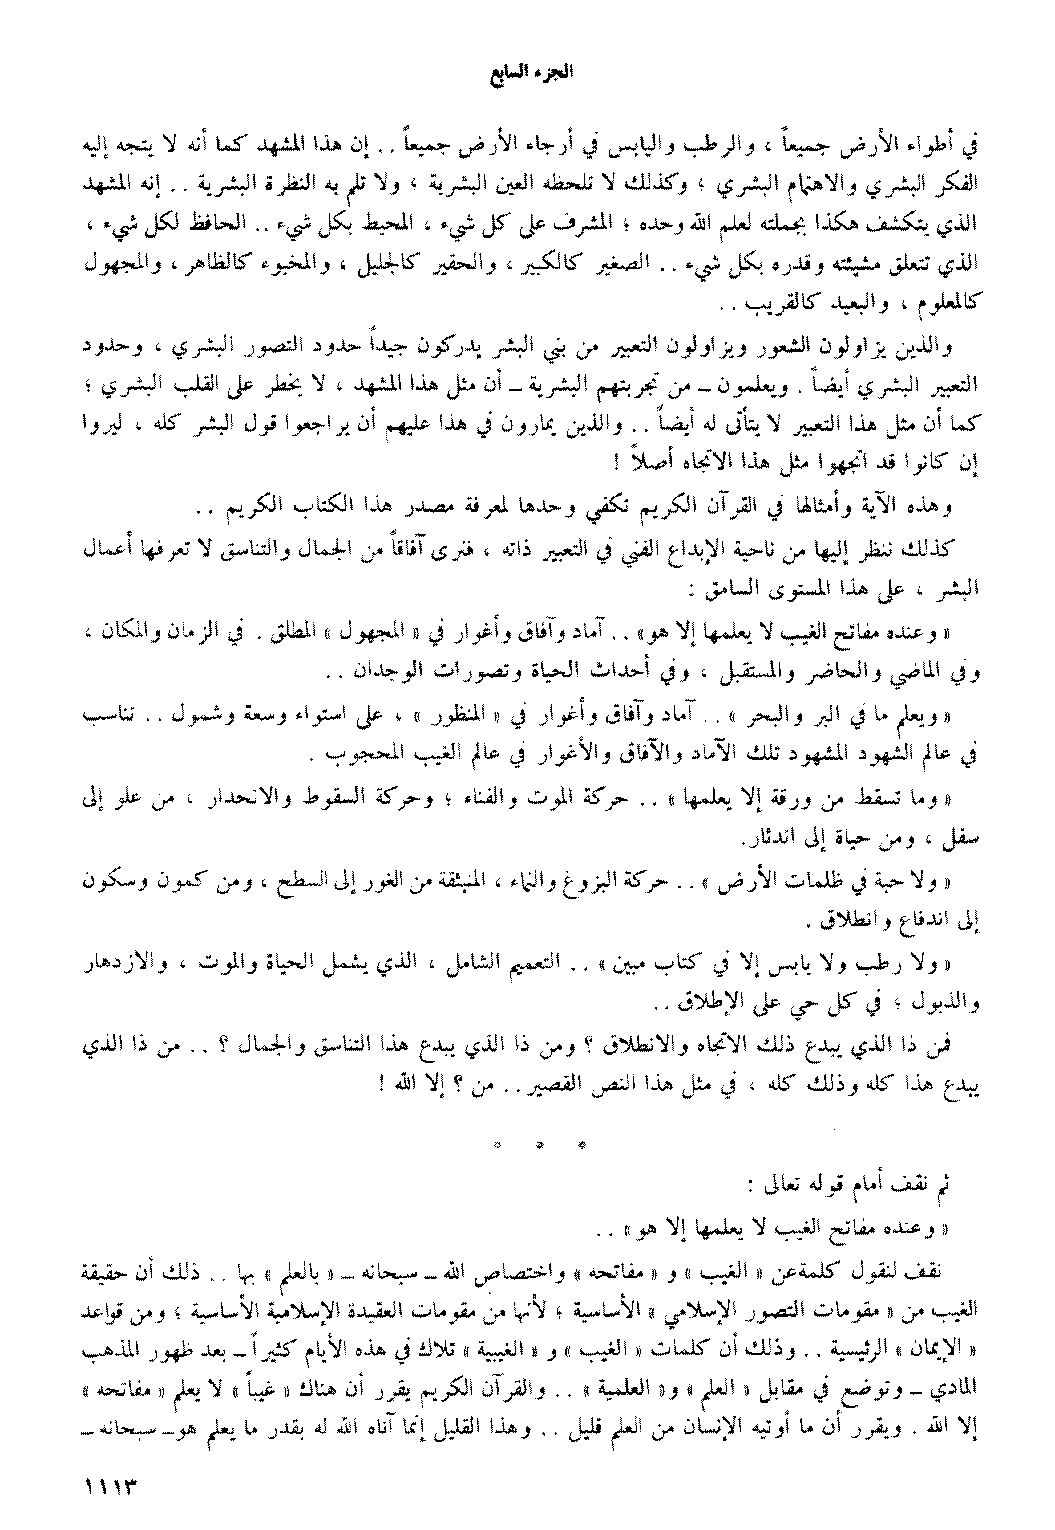 الجزء السابع
في أطواء الأرض جميعاً ، والرطب واليابس في أرجاء الأرض جميعاً .. إن هذا المشهد كما أنه لا يتجه إليه
الفكر البشري والاهتمام البشري ؛ وكذلك لا تلحظه العين البشرية ؛ ولا تلم به النظرة البشرية .. إنه المشهد
الذي يتكشف هكذا بجملته لعلم الله وحده ؛ المشرف على كل شيء ، المحيط بكل شيء .. الحافظ لكل شيء ،
الذي تتعلق مشيئته وقدره بكل شيء .. الصغير كالكبير ، والحقير كالجليل ، والمخبوء كالظاهر ، والمجهول
كالمعلوم ، والبعيد كالقريب ..
والذين يزاولون الشعور ويزاولون التعبير من بني البشر يدركون جيداً حدود التصور البشري ، وحدود
التعبير البشري أيضاً . ويعلمون – من تجربتهم البشرية – أن مثل هذا المشهد ، لا يخطر على القلب البشري ؛
كما أن مثل هذا التعبير لا يتأتى له أيضاً .. والذين يمارون في هذا عليهم أن يراجعوا قول البشر كله ، ليروا
إن كانوا قد اتجهوا مثل هذا الاتجاه أصلاً !
وهذه الآية وأمثالها في القرآن الكريم تكفي وحدها لمعرفة مصدر هذا الكتاب الكريم ..
كذلك ننظر إليها من ناحية الإبداع الفني في التعبير ذاته ، فنرى آفاقاً من الجمال والتناسق لا تعرفها أعمال
البشر ، على هذا المستوى السامق :
« وعنده مفاتح الغيب لا يعلمها إلا هو» .. آماد وآفاق وأغوار في « المجهول » المطلق . في الزمان والمكان ،
وفي الماضي والحاضر والمستقبل ، وفي أحداث الحياة وتصورات الوجدان ..
« ويعلم ما في البر والبحر » .. آماد وآفاق وأغوار في « المنظور » ، على استواء وسعة وشمول .. تناسب
في عالم الشهود المشهود تلك الآماد والآفاق والأغوار في عالم الغيب المحجوب .
« وما تسقط من ورقة إلا يعلمها » .. حركة الموت والفناء ؛ وحركة السقوط والانحدار ، من علو إلى
سفل ، ومن حياة إلى اندثار.
« ولا حبة في ظلمات الأرض » .. حركة البزوغ والنماء ، المنبثقة من الغور إلى السطح ، ومن كمون وسكون
إلى اندفاع وانطلاق .
« ولا رطب ولا يابس إلا في كتاب مبين » .. التعميم الشامل ، الذي يشمل الحياة والموت ، والازدهار
والذبول ؛ في كل حي على الإطلاق ..
فمن ذا الذي يبدع ذلك الاتجاه والانطلاق ؟ ومن ذا الذي يبدع هذا التناسق والجمال ؟ .. من ذا الذي
يبدع هذا كله وذلك كله ، في مثل هذا النص القصير .. من ؟ إلا الله !
* * *
ثم نقف أمام قوله تعالى :
« وعنده مفاتح الغيب لا يعلمها إلا هو» ..
نقف لنقول كلمة عن « الغيب » و « مفاتحه » واختصاص الله – سبحانه – « بالعلم » بها .. ذلك أن حقيقة
الغيب من « مقومات التصور الإسلامي » الأساسية ؛ لأنها من مقومات العقيدة الإسلامية الأساسية ؛ ومن قواعد
« الإيمان » الرئيسية .. وذلك أن كلمات « الغيب » و « الغيبية » تلاك في هذه الأيام كثيراً – بعد ظهور المذهب
المادي – وتوضع في مقابل « العلم » و« العلمية » .. والقرآن الكريم يقرر أن هناك « غيباً » لا يعلم « مفاتحه »
إلا الله . ويقرر أن ما أوتيه الإنسان من العلم قليل .. وهذا القليل إنما آتاه الله له بقدر ما يعلم هو– سبحانه –
١١١٣